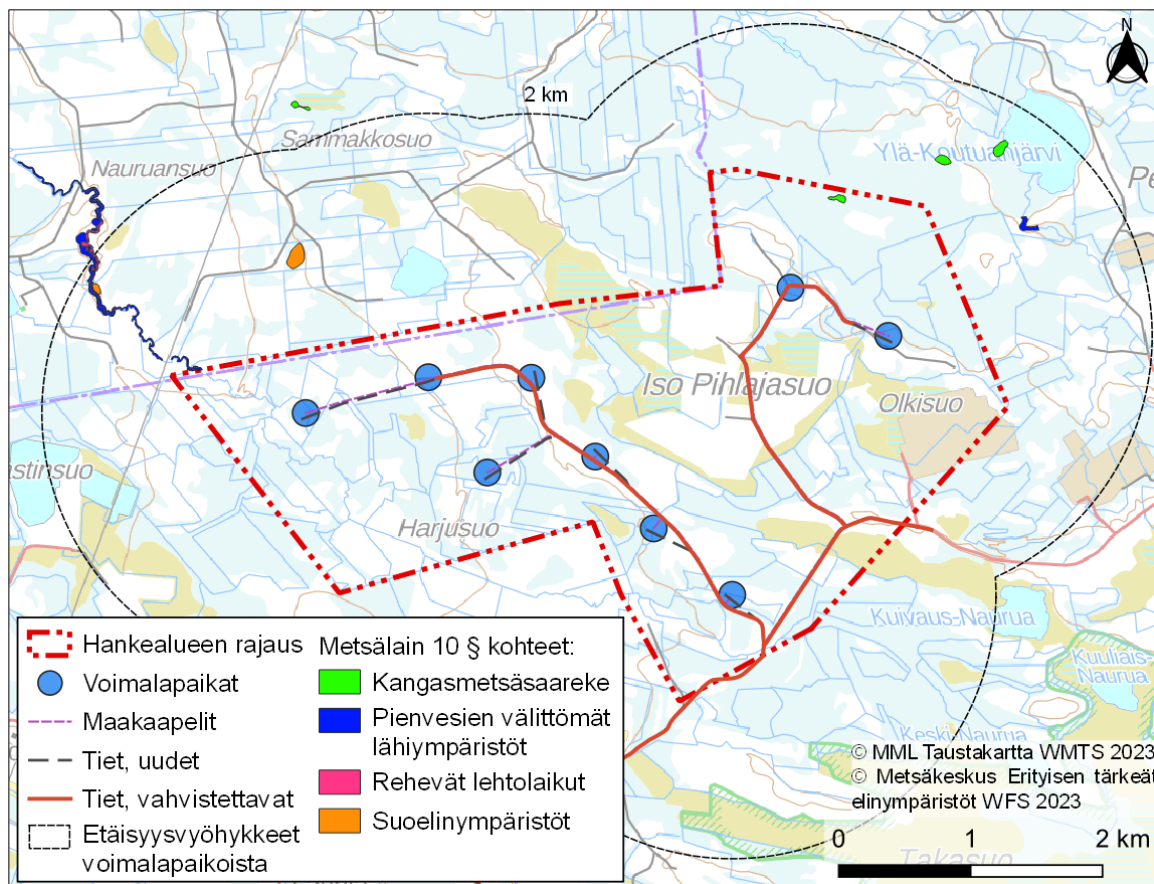 N
2 km
Sammakkosuo
Nauruansuo
Ylä-Koutuanjärvi
Pe
Iso Pihlajasuo
Olkisuo
astinsuo
Harjusuo
Kuivaus-Naurua
Kuuliais-
Naurua
Keski-Naurua
Takasuo
Hankealueen rajaus
Voimalapaikat
Maakaapelit
Tiet, uudet
Tiet, vahvistettavat
Etäisyysvyöhykkeet
voimalapaikoista
Metsälain 10 § kohteet:
Kangasmetsäsaareke
Pienvesien välittömät
lähiympäristöt
Rehevät lehtolaikut
Suoelinympäristöt
© MML Taustakartta WMTS 2023
© Metsäkeskus Erityisen tärkeät
elinympäristöt WFS 2023
0 1 2 km